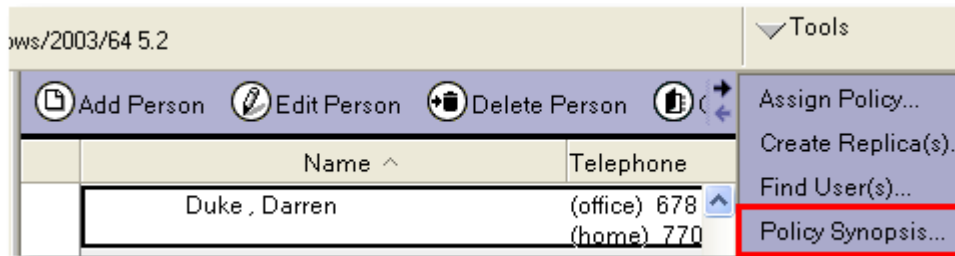 ows/2003/64 5.2
Tools
Add Person Edit Person Delete Person
Assign Policy...
Create Replica(s).
Name Telephone
Find User(s)...
Duke , Darren (office) 678
Policy Synopsis...
(home) 770